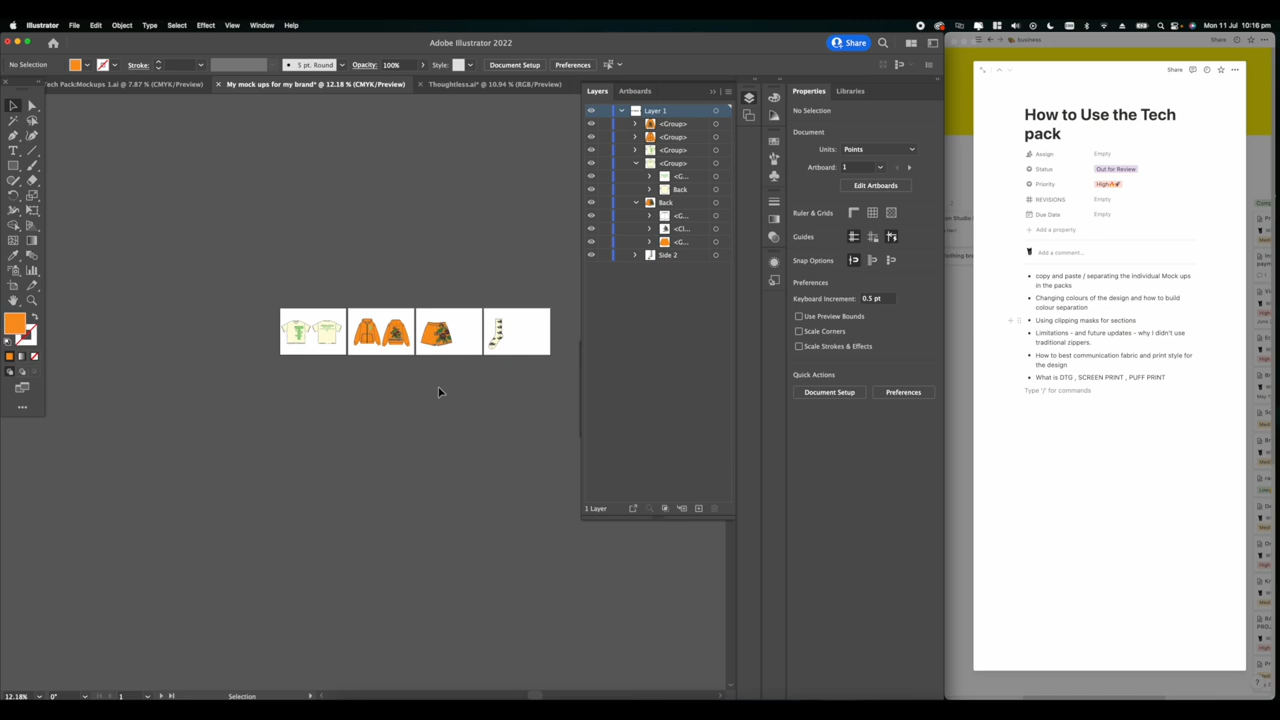 Illustrator File Edit Object Type Select Effect View Window Help
Mon 11 Jul 10:16 pm
Adobe Illustrator 2022
Share
No Selection
Stroke:
5 pt. Round
Opacity: 100%
Style:
Document Setup
Preferences
Tech Pack:Mockups 1.ai @ 7.87 % (CMYK/Preview)
My mock ups for my brand* @ 12.18 % (CMYK/Preview)
Thoughtless.ai* @ 10.94 % (RGB/Preview)
Layers Artboards
Layer 1
<Group>
<Group>
<Group>
<Group>
<G...
Back
Back
<G...
<Cl...
<G...
Side 2
1 Layer
Properties Libraries
No Selection
Document
Units: Points
Artboard: 1
Edit Artboards
Ruler & Grids
Guides
Snap Options
Preferences
Keyboard Increment: 0.5 pt
Use Preview Bounds
Scale Corners
Scale Strokes & Effects
Quick Actions
Document Setup
Preferences
12.18% 0° 1 Selection
business
Share
Share
How to Use the Tech
pack
Assign Empty
Status Out for Review
Priority High
REVISIONS Empty
Due Date Empty
Add a property
Add a comment...
• copy and paste / separating the individual Mock ups
in the packs
• Changing colours of the design and how to build
colour separation
• Using clipping masks for sections
• Limitations - and future updates - why I didn't use
traditional zippers.
• How to best communication fabric and print style for
the design
• What is DTG , SCREEN PRINT , PUFF PRINT
Type '/' for commands